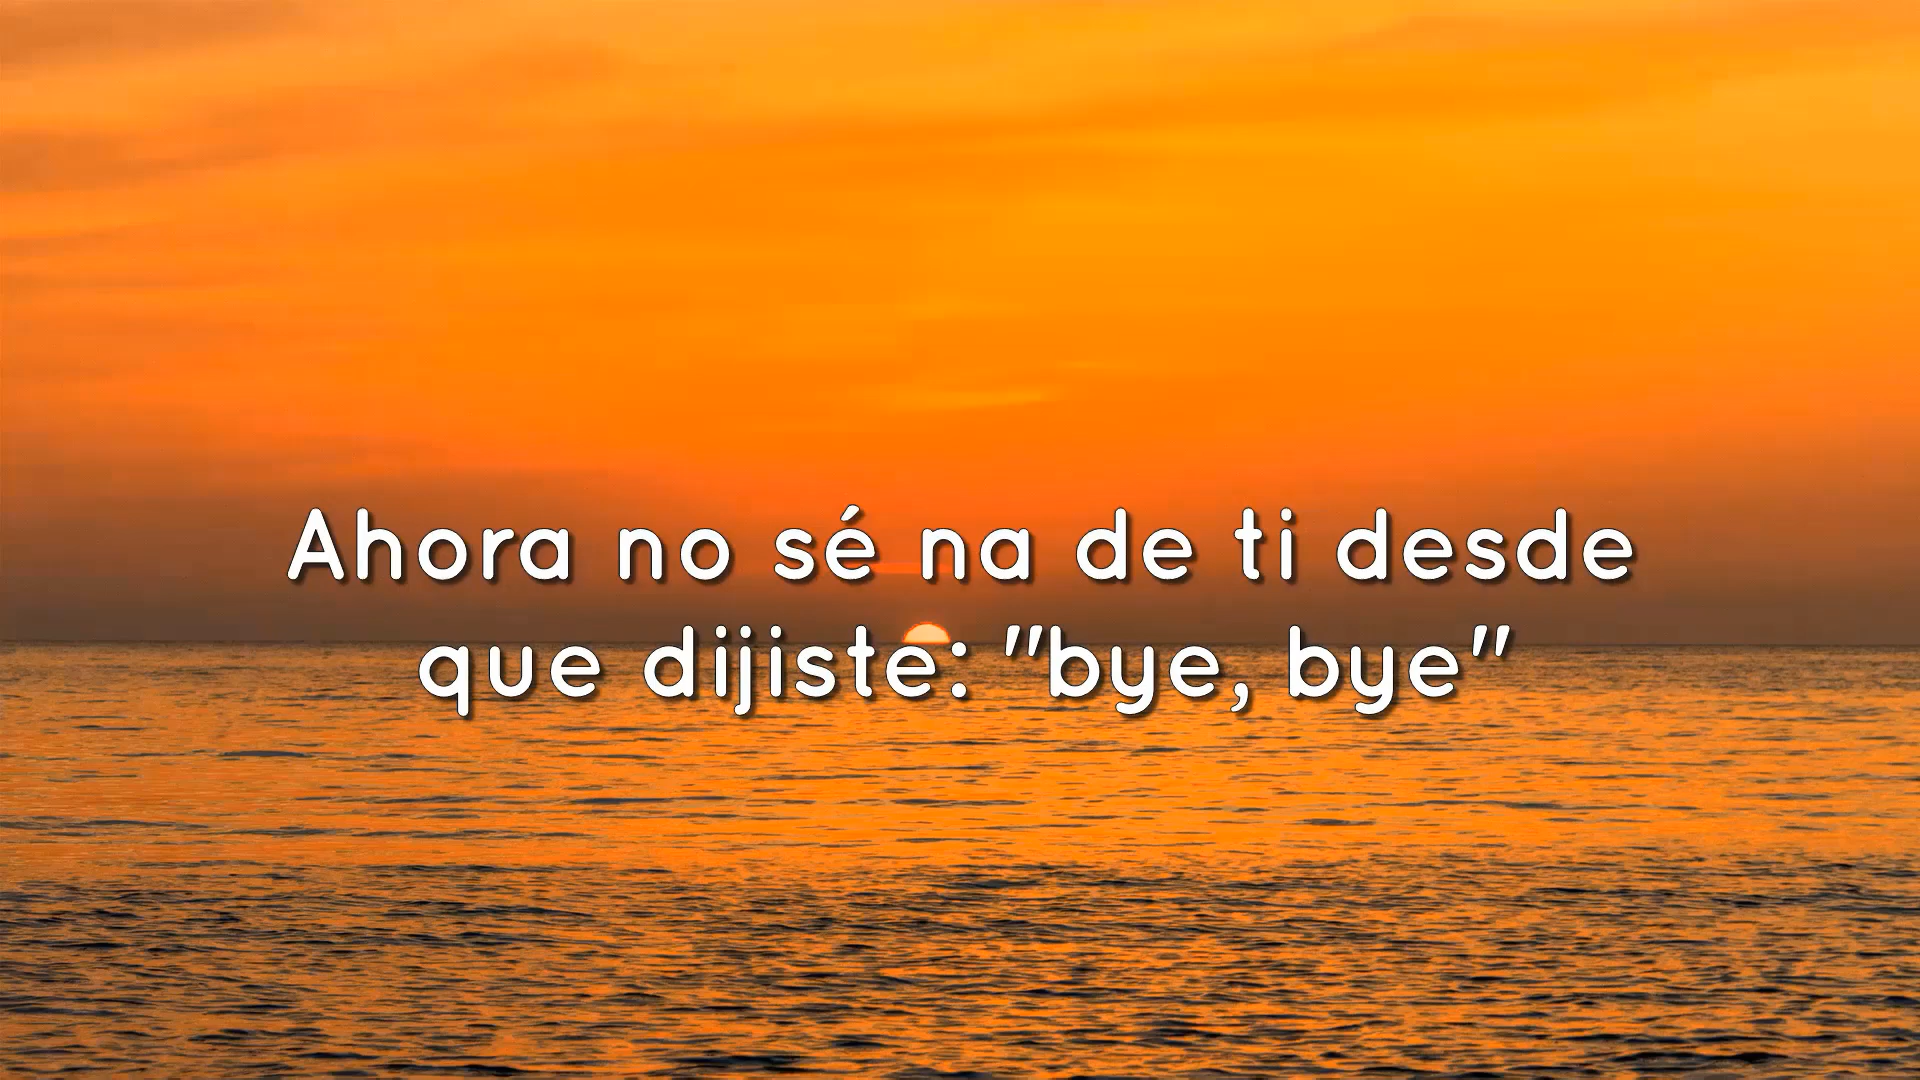 Ahora no sé na de ti desde
que dijiste: "bye, bye"